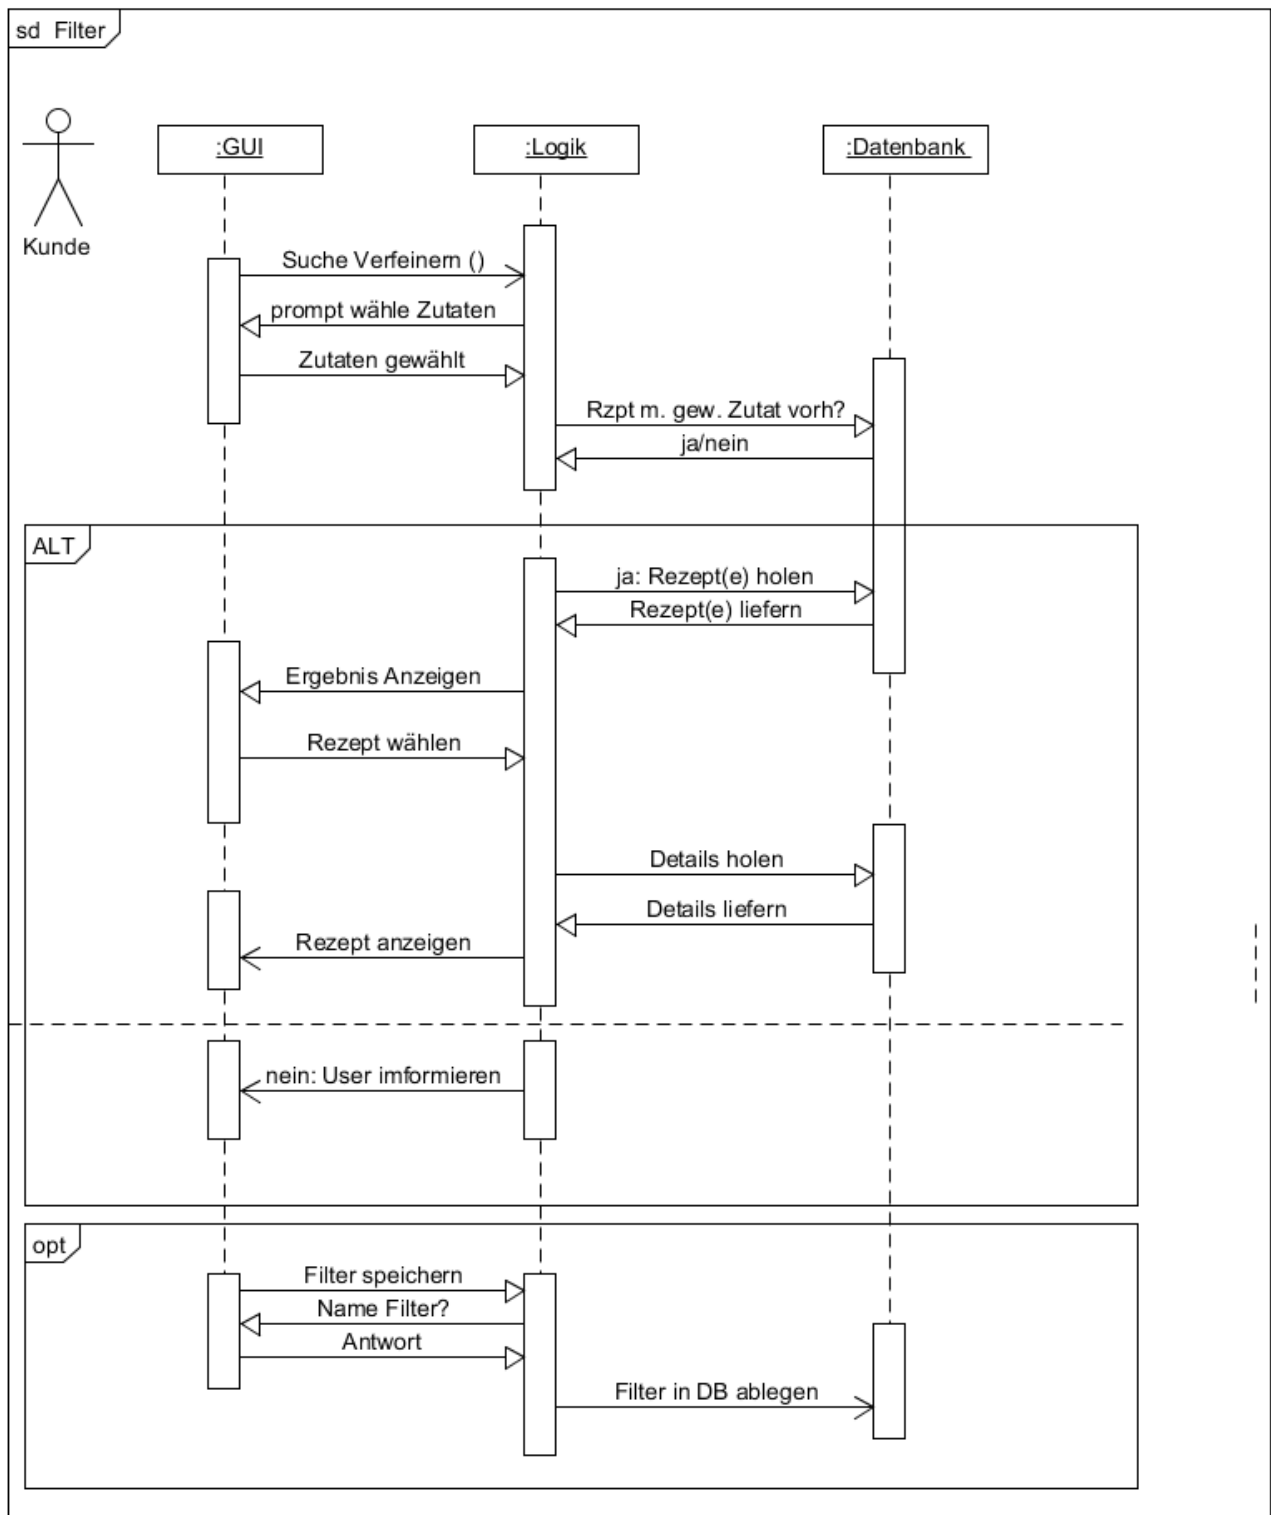 sd Filter
:GUI
:Logik
:Datenbank
Kunde
Suche Verfeinern ()
prompt wähle Zutaten
Zutaten gewählt
Rzpt m. gew. Zutat vorh?
ja/nein
ALT
ja: Rezept(e) holen
Rezept(e) liefern
Ergebnis Anzeigen
Rezept wählen
Details holen
Details liefern
Rezept anzeigen
nein: User imformieren
opt
Filter speichern
Name Filter?
Antwort
Filter in DB ablegen